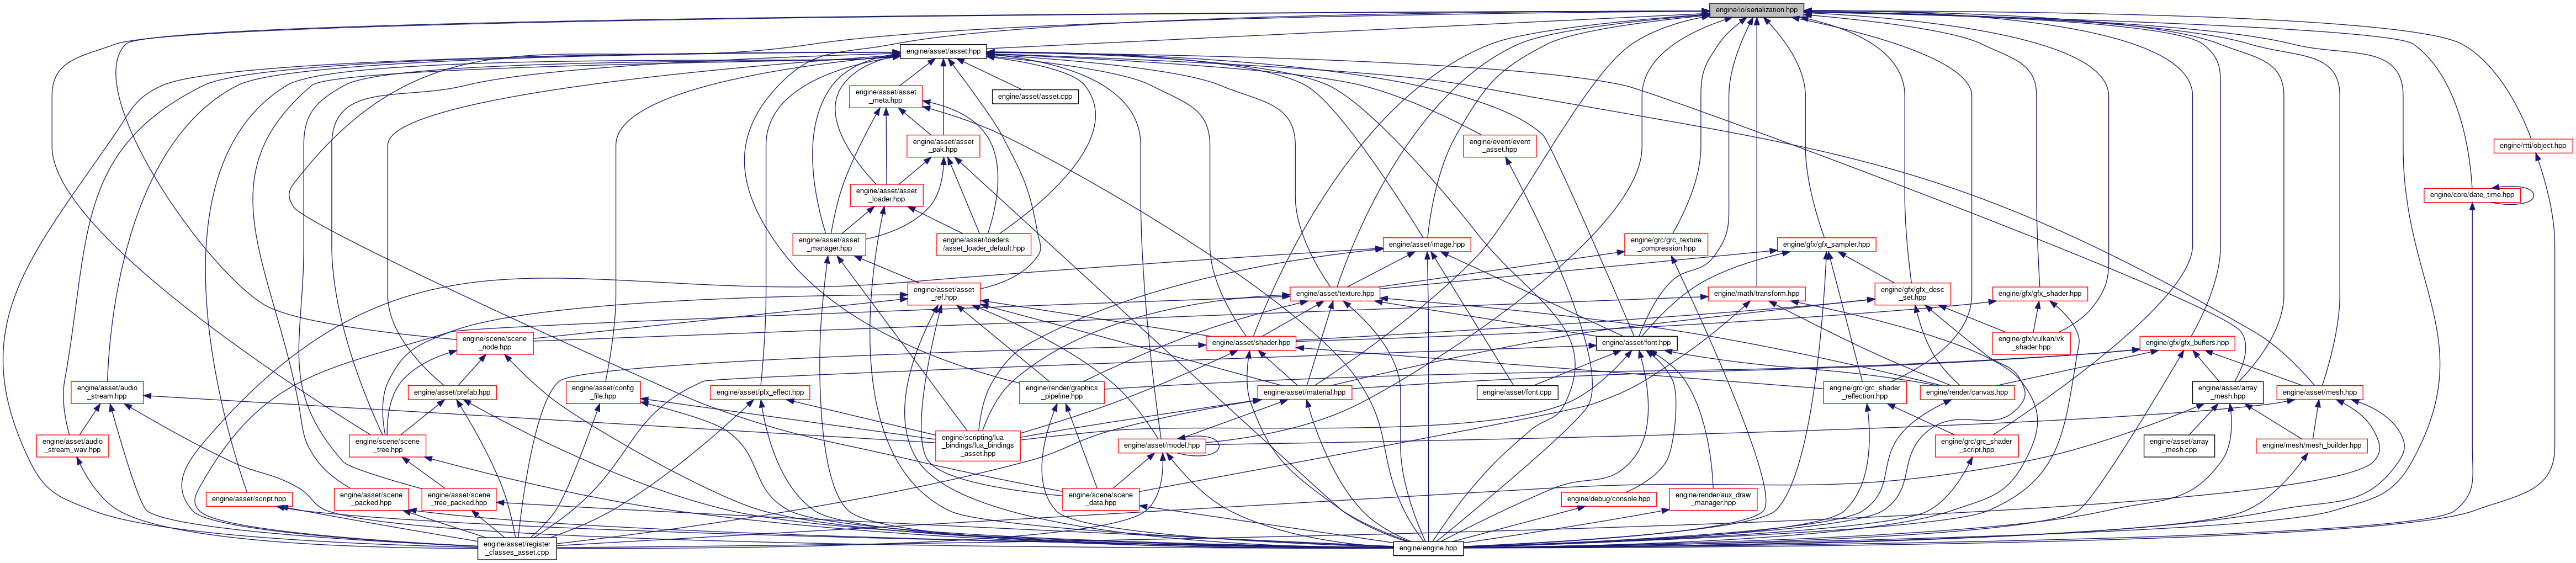 engine/io/serialization.hpp
engine/asset/asset.hpp
engine/asset/asset
_meta.hpp
engine/asset/asset.cpp
engine/asset/asset
_pak.hpp
engine/event/event
_asset.hpp
engine/rtti/object.hpp
engine/asset/asset
_loader.hpp
engine/core/date_time.hpp
engine/asset/asset
_manager.hpp
engine/asset/loaders
/asset_loader_default.hpp
engine/asset/image.hpp
engine/grc/grc_texture
_compression.hpp
engine/gfx/gfx_sampler.hpp
engine/asset/asset
_ref.hpp
engine/asset/texture.hpp
engine/math/transform.hpp
engine/gfx/gfx_desc
_set.hpp
engine/gfx/gfx_shader.hpp
engine/scene/scene
_node.hpp
engine/asset/shader.hpp
engine/asset/font.hpp
engine/gfx/vulkan/vk
_shader.hpp
engine/gfx/gfx_buffers.hpp
engine/asset/audio
_stream.hpp
engine/asset/prefab.hpp
engine/asset/config
_file.hpp
engine/asset/pfx_effect.hpp
engine/render/graphics
_pipeline.hpp
engine/asset/material.hpp
engine/asset/font.cpp
engine/grc/grc_shader
_reflection.hpp
engine/render/canvas.hpp
engine/asset/array
_mesh.hpp
engine/asset/mesh.hpp
engine/asset/audio
_stream_wav.hpp
engine/scene/scene
_tree.hpp
engine/scripting/lua
_bindings/lua_bindings
_asset.hpp
engine/asset/model.hpp
engine/grc/grc_shader
_script.hpp
engine/asset/array
_mesh.cpp
engine/mesh/mesh_builder.hpp
engine/asset/script.hpp
engine/asset/scene
_packed.hpp
engine/asset/scene
_tree_packed.hpp
engine/scene/scene
_data.hpp
engine/debug/console.hpp
engine/render/aux_draw
_manager.hpp
engine/asset/register
_classes_asset.cpp
engine/engine.hpp